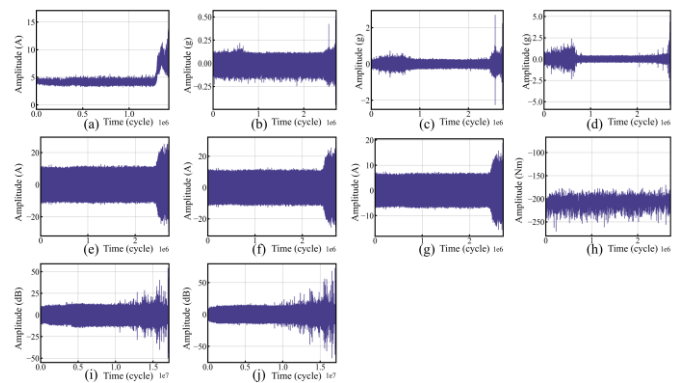 Amplitude (A)
15
10
5
0
0.0
0.5
1.0
1e6
(a) Time (cycle)
Amplitude (g)
0.50
0.25
0.00
−0.25
0
1
2
1e6
(b) Time (cycle)
Amplitude (g)
2
0
−2
0
1
2
1e6
(c) Time (cycle)
Amplitude (g)
5.0
2.5
0.0
−2.5
−5.0
0
1
2
1e6
(d) Time (cycle)
Amplitude (A)
20
0
−20
0
1
2
1e6
(e) Time (cycle)
Amplitude (A)
20
0
−20
0
1
2
1e6
(f) Time (cycle)
Amplitude (A)
10
0
−10
0
1
2
1e6
(g) Time (cycle)
Amplitude (Nm)
−100
−150
−200
−250
0
1
2
1e6
(h) Time (cycle)
Amplitude (dB)
50
25
0
−25
−50
0.0
0.5
1.0
1.5
1e7
(i) Time (cycle)
Amplitude (dB)
50
0
−50
0.0
0.5
1.0
1.5
1e7
(j) Time (cycle)